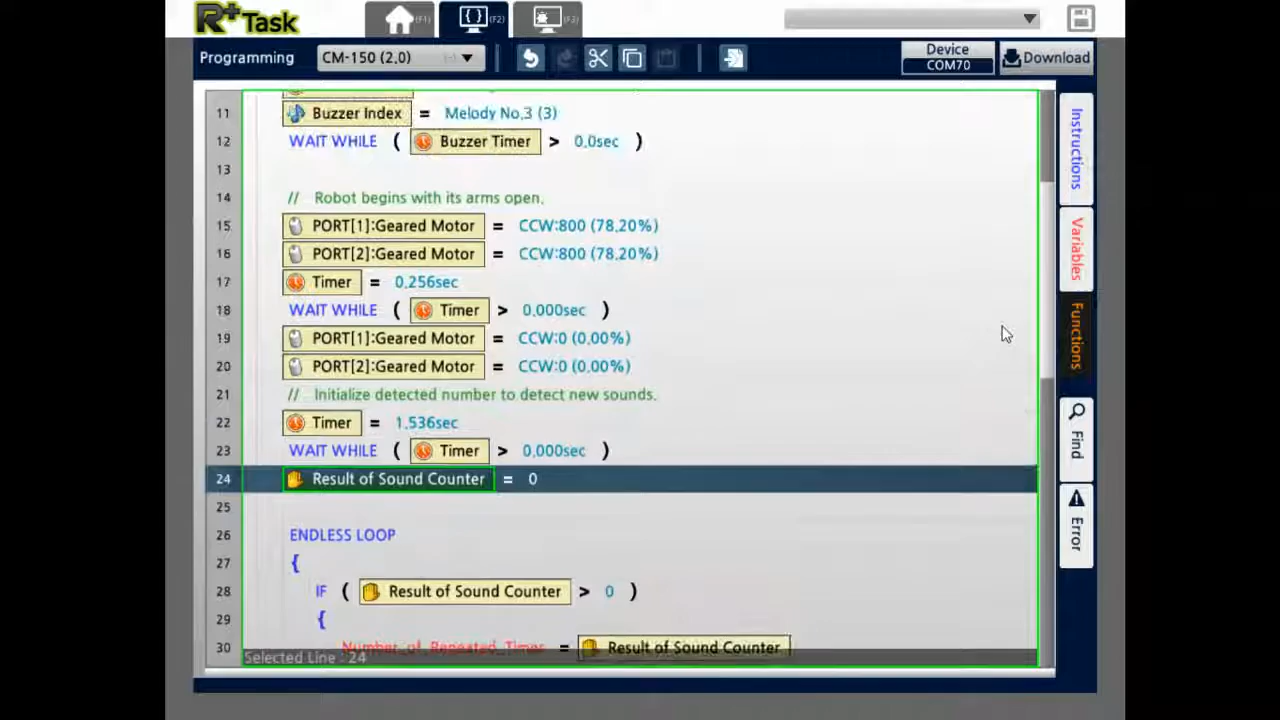 R+Task
(F1)
{ } (F2)
(F3)
Programming
CM-150 (2.0)
Device
COM70
Download
11 Buzzer Index = Melody No.3 (3)
12 WAIT WHILE ( Buzzer Timer > 0.0sec )
13
14 // Robot begins with its arms open.
15 PORT[1]:Geared Motor = CCW:800 (78.20%)
16 PORT[2]:Geared Motor = CCW:800 (78.20%)
17 Timer = 0.256sec
18 WAIT WHILE ( Timer > 0.000sec )
19 PORT[1]:Geared Motor = CCW:0 (0.00%)
20 PORT[2]:Geared Motor = CCW:0 (0.00%)
21 // Initialize detected number to detect new sounds.
22 Timer = 1.536sec
23 WAIT WHILE ( Timer > 0.000sec )
24 Result of Sound Counter = 0
25
26 ENDLESS LOOP
27 {
28 IF ( Result of Sound Counter > 0 )
29 {
30 Number_of_Repeated_Times = Result of Sound Counter
Selected Line : 24
Instructions
Variables
Functions
Find
Error